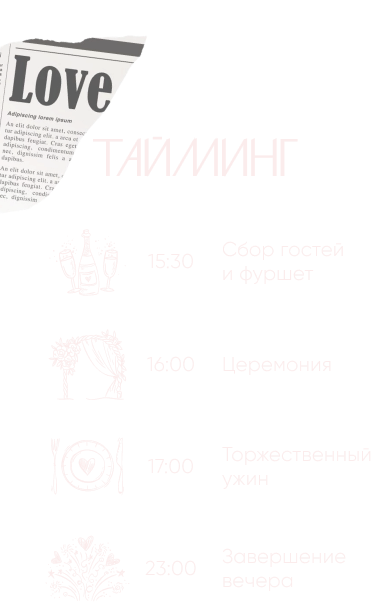 Love
Adipiscing lorem ipsum
An elit dolor sit amet, consec
tur adipiscing elit. a arcu et
dapibus feugiat. Cras eget
adipiscing, condimentum
nec, dignissim felis a a
dapibus.
An elit dolor sit amet,
tur adipiscing elit. a
dapibus feugiat. Cr
adipiscing, condi
nec, dignissim
ТАЙМИНГ
15:30
Сбор гостей
и фуршет
16:00
Церемония
17:00
Торжественный
ужин
23:00
Завершение
вечера